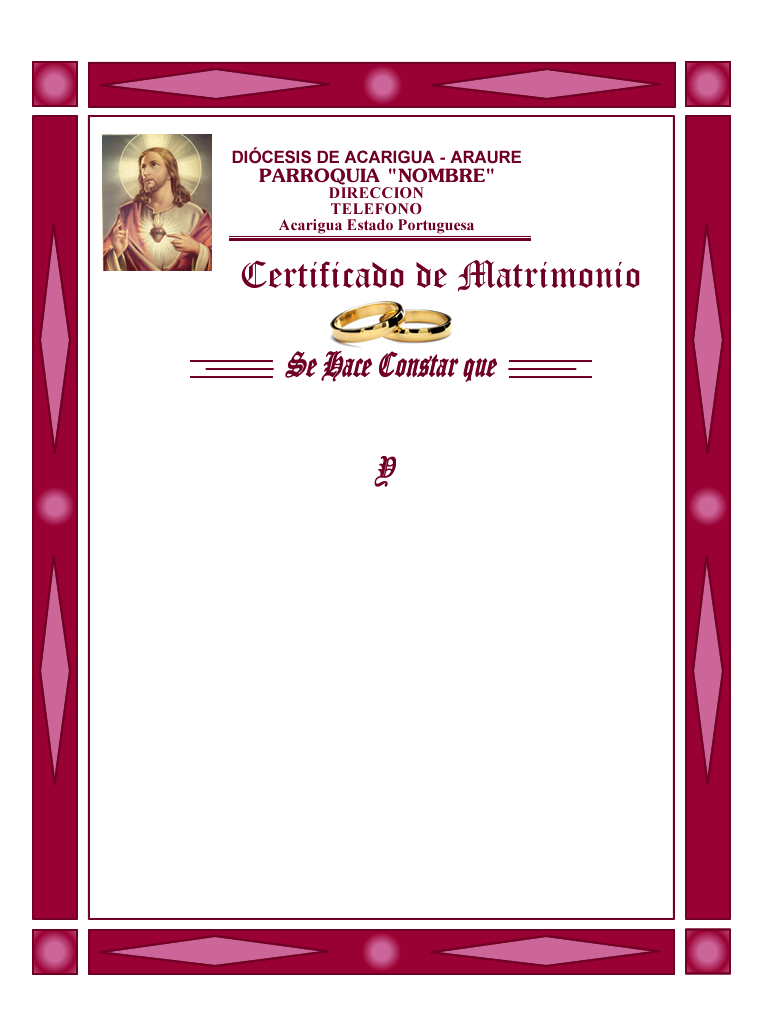 DIÓCESIS DE ACARIGUA - ARAURE
PARROQUIA "NOMBRE"
DIRECCION
TELEFONO
Acarigua Estado Portuguesa
Certificado de Matrimonio
Se Hace Constar que
Y